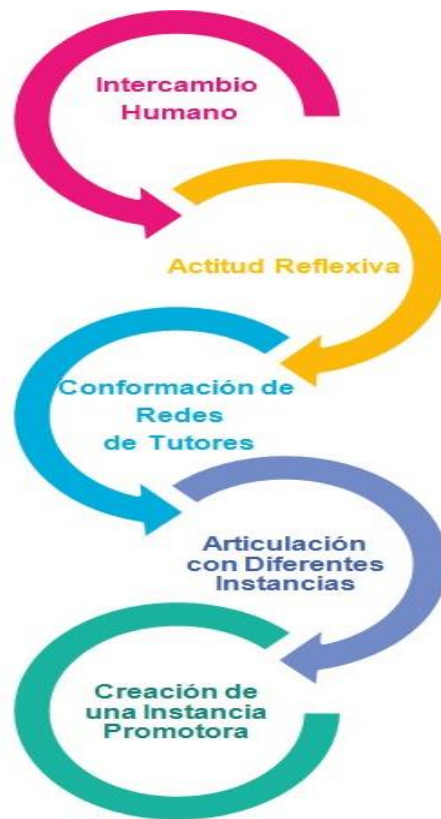 Intercambio
Humano
Actitud Reflexiva
Conformación de
Redes
de Tutores
Articulación
con Diferentes
Instancias
Creación de
una Instancia
Promotora